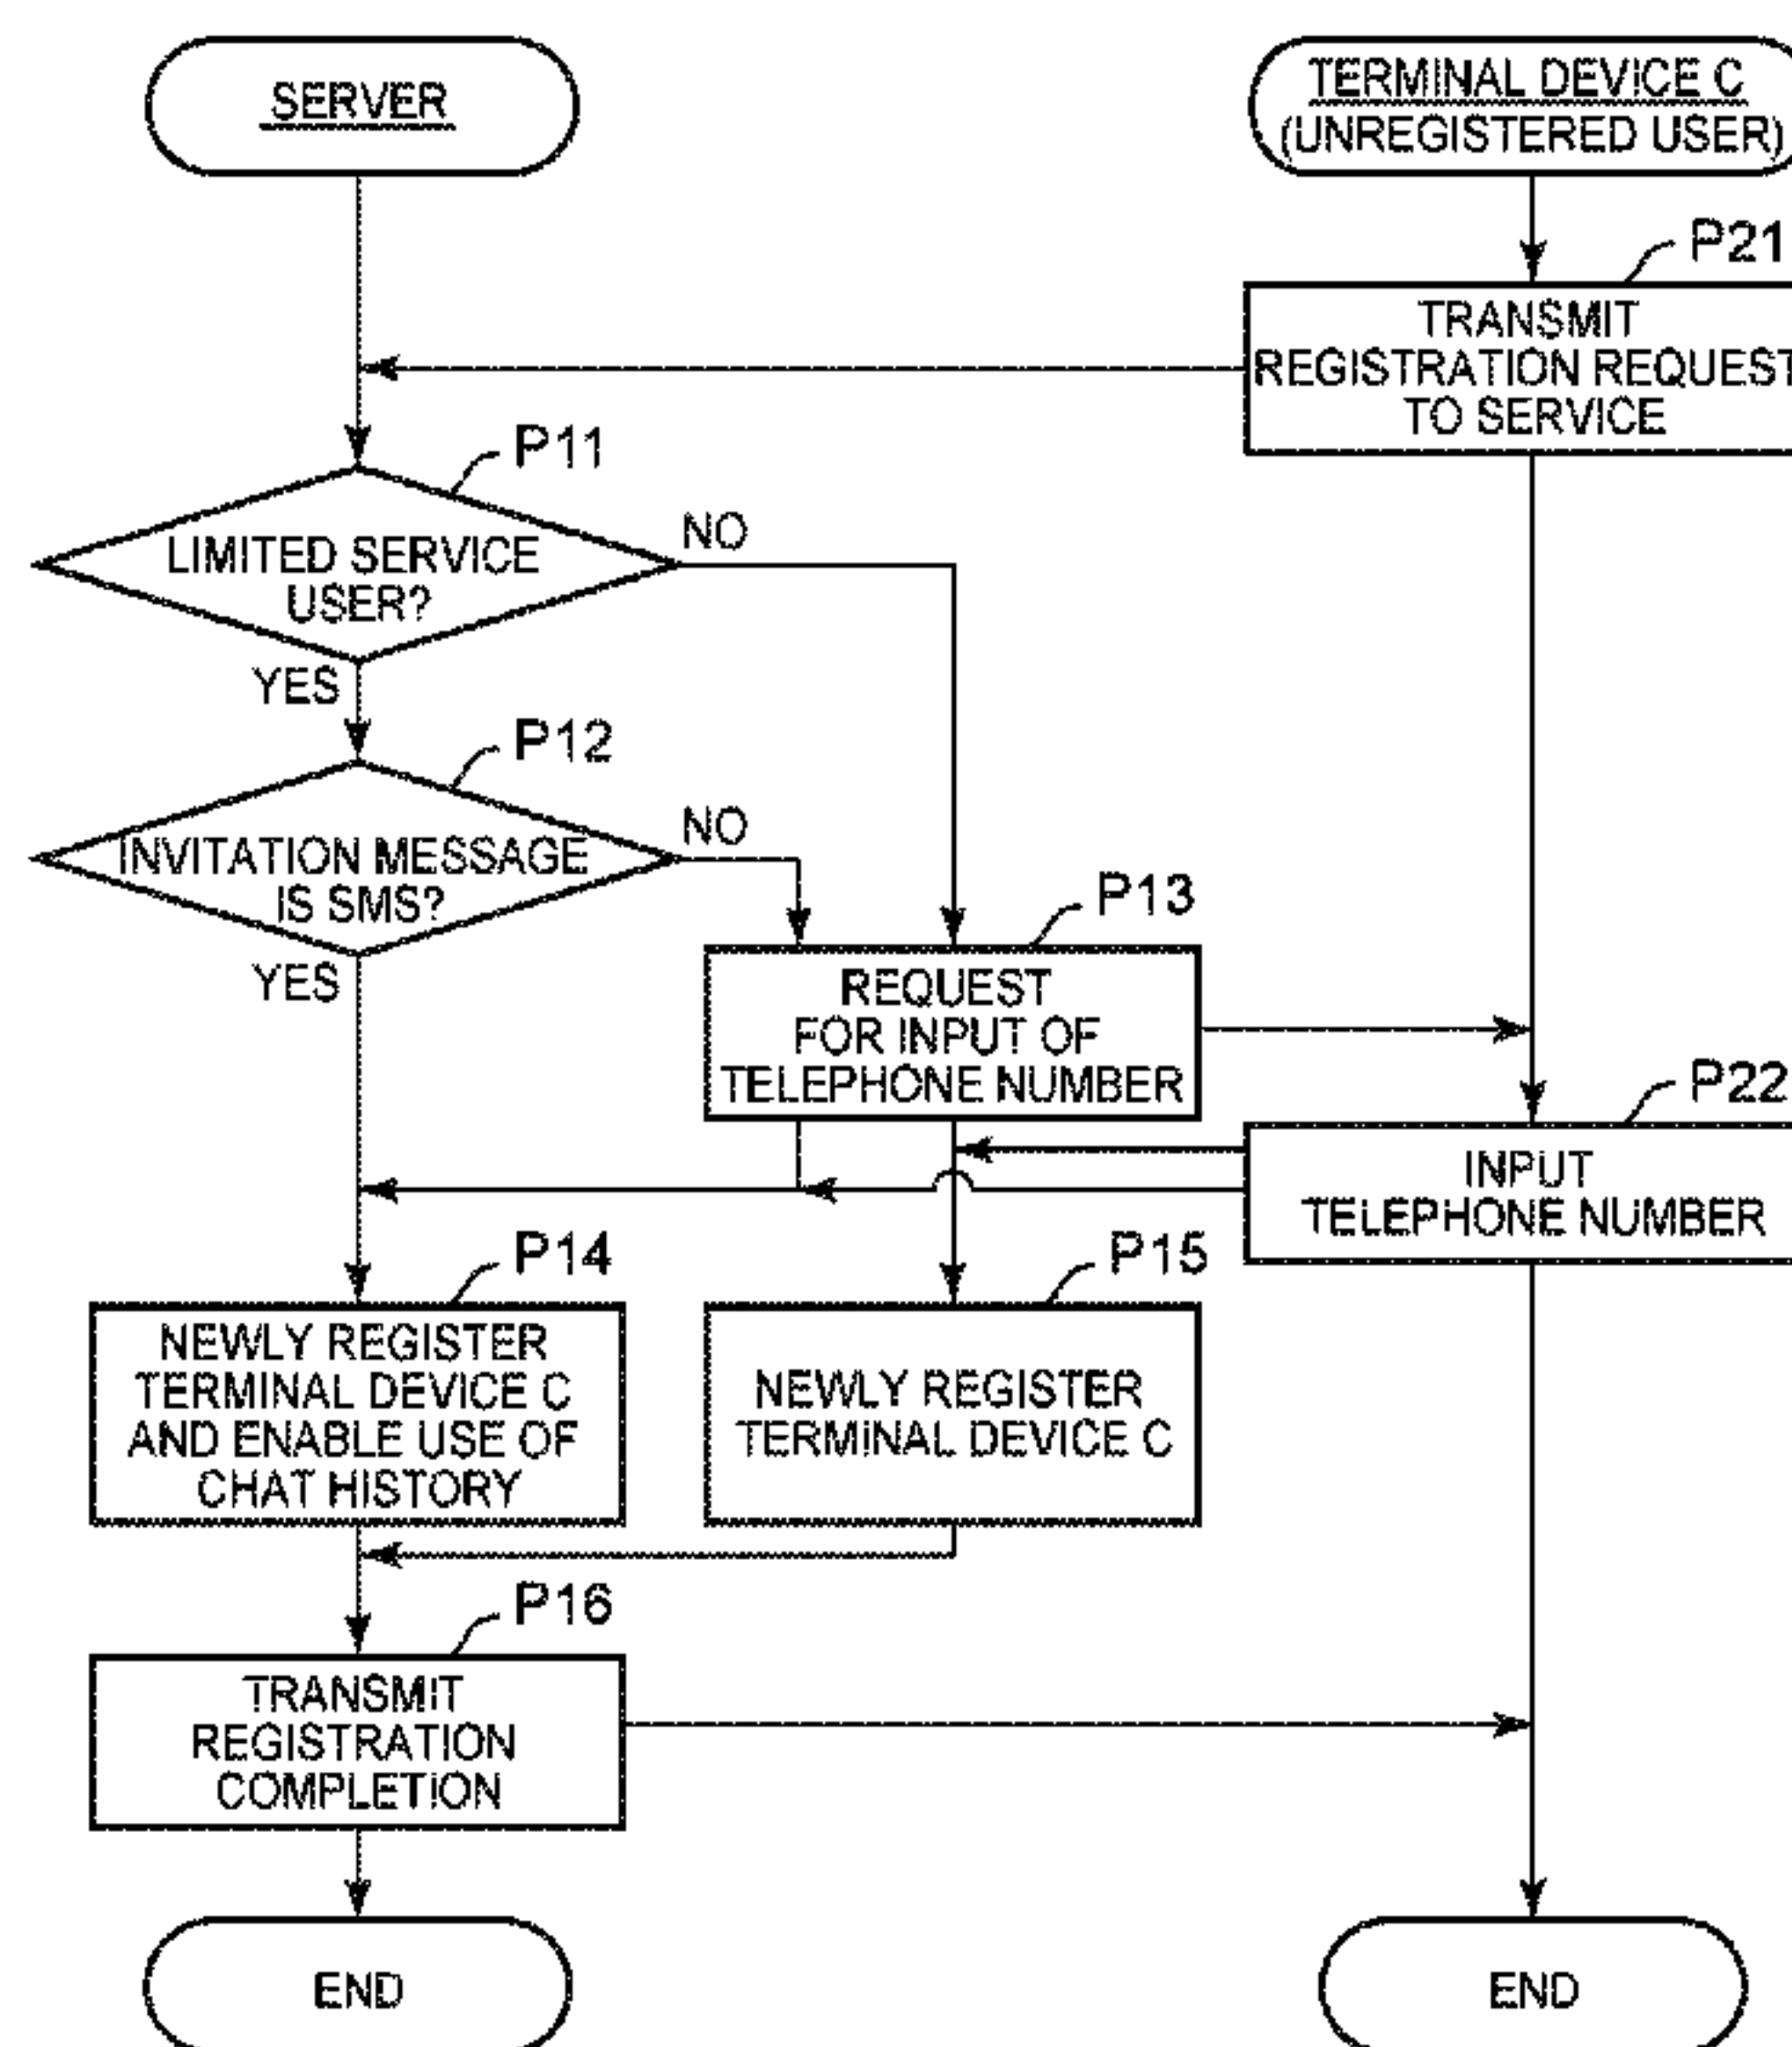 SERVER
TERMINAL DEVICE C
(UNREGISTERED USER)
P21
TRANSMIT
REGISTRATION REQUEST
TO SERVICE
P11
LIMITED SERVICE
USER?
NO
YES
P12
INVITATION MESSAGE
IS SMS?
NO
YES
P13
REQUEST
FOR INPUT OF
TELEPHONE NUMBER
P22
INPUT
TELEPHONE NUMBER
P14
NEWLY REGISTER
TERMINAL DEVICE C
AND ENABLE USE OF
CHAT HISTORY
P15
NEWLY REGISTER
TERMINAL DEVICE C
P16
TRANSMIT
REGISTRATION
COMPLETION
END
END